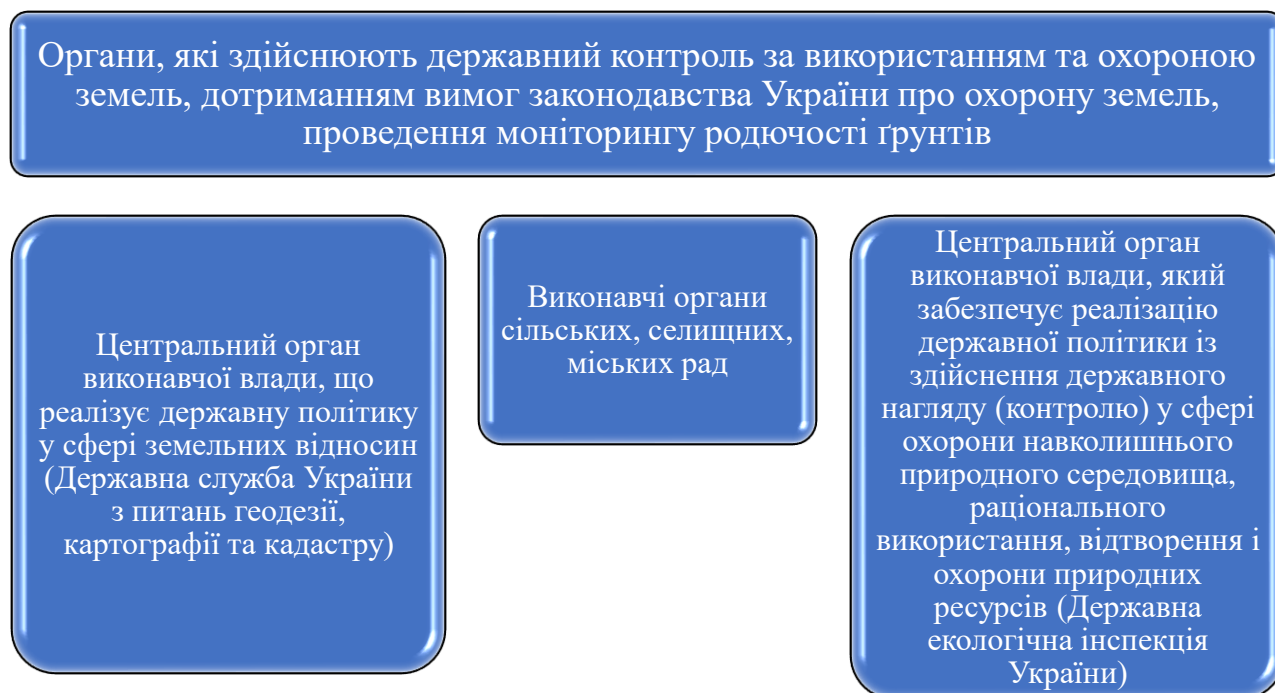 Органи, які здійснюють державний контроль за використанням та охороною
земель, дотриманням вимог законодавства України про охорону земель,
проведення моніторингу родючості ґрунтів
Центральний орган
виконавчої влади, що
реалізує державну політику
у сфері земельних відносин
(Державна служба України
з питань геодезії,
картографії та кадастру)
Виконавчі органи
сільських, селищних,
міських рад
Центральний орган
виконавчої влади, який
забезпечує реалізацію
державної політики із
здійснення державного
нагляду (контролю) у сфері
охорони навколишнього
природного середовища,
раціонального
використання, відтворення і
охорони природних
ресурсів (Державна
екологічна інспекція
України)